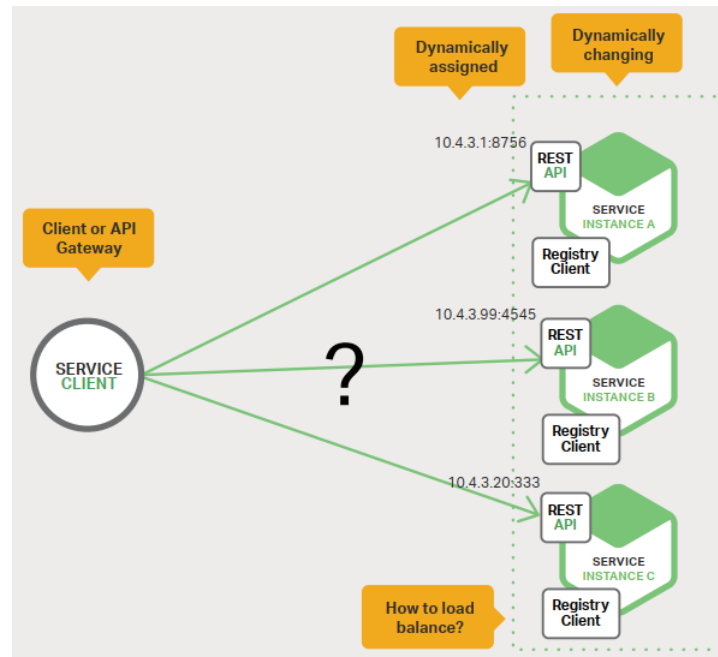 Dynamically
assigned
Dynamically
changing
10.4.3.1:8756
REST
API
SERVICE
INSTANCE A
Registry
Client
Client or API
Gateway
SERVICE
CLIENT
?
10.4.3.99:4545
REST
API
SERVICE
INSTANCE B
Registry
Client
10.4.3.20:333
REST
API
SERVICE
INSTANCE C
Registry
Client
How to load
balance?